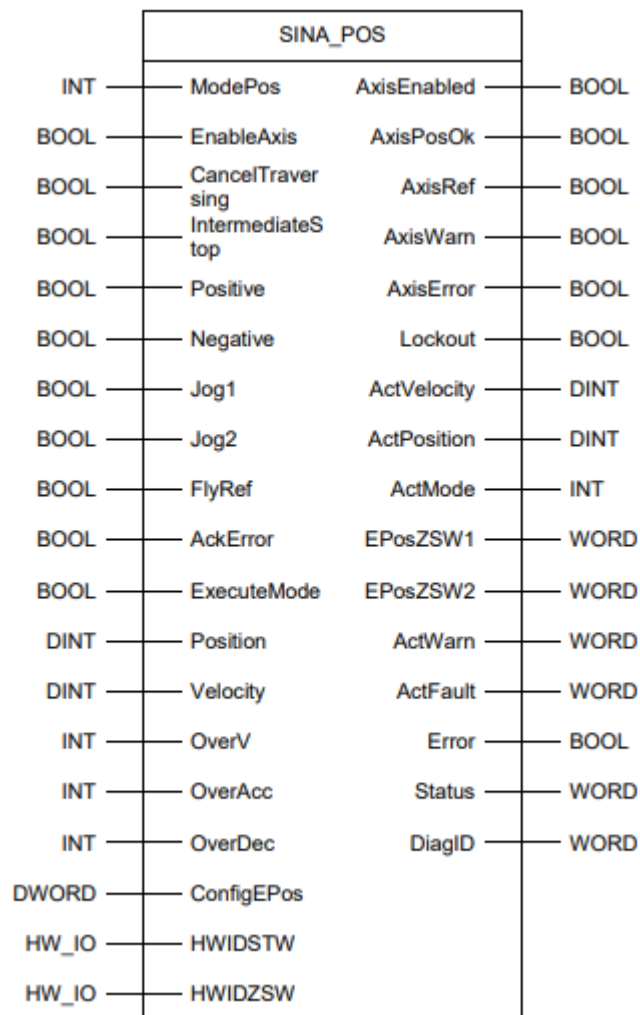 SINA_POS
INT ModePos AxisEnabled BOOL
BOOL EnableAxis AxisPosOk BOOL
BOOL CancelTraver AxisRef BOOL
sing
BOOL IntermediateS AxisWarn BOOL
top
BOOL Positive AxisError BOOL
BOOL Negative Lockout BOOL
BOOL Jog1 ActVelocity DINT
BOOL Jog2 ActPosition DINT
BOOL FlyRef ActMode INT
BOOL AckError EPosZSW1 WORD
BOOL ExecuteMode EPosZSW2 WORD
DINT Position ActWarn WORD
DINT Velocity ActFault WORD
INT OverV Error BOOL
INT OverAcc Status WORD
INT OverDec DiagID WORD
DWORD ConfigEPos
HW_IO HWIDSTW
HW_IO HWIDZSW